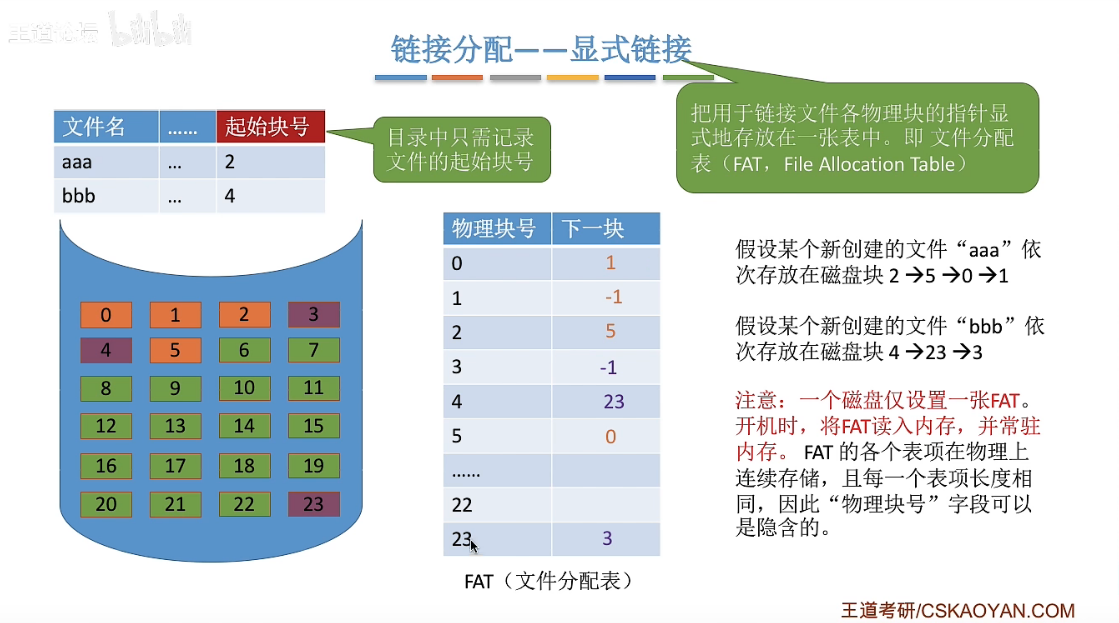 王道论坛 bilibili
链接分配——显式链接
把用于链接文件各物理块的指针显
式地存放在一张表中。即 文件分配
表（FAT，File Allocation Table）
文件名 …… 起始块号
aaa … 2
bbb … 4
目录中只需记录
文件的起始块号
0 1 2 3
4 5 6 7
8 9 10 11
12 13 14 15
16 17 18 19
20 21 22 23
物理块号 下一块
0 1
1 -1
2 5
3 -1
4 23
5 0
……
22
23 3
FAT（文件分配表）
假设某个新创建的文件“aaa”依
次存放在磁盘块 2 →5 →0 →1
假设某个新创建的文件“bbb”依
次存放在磁盘块 4 →23 →3
注意：一个磁盘仅设置一张FAT。
开机时，将FAT读入内存，并常驻
内存。 FAT 的各个表项在物理上
连续存储，且每一个表项长度相
同，因此“物理块号”字段可以
是隐含的。
王道考研/CSKAOYAN.COM